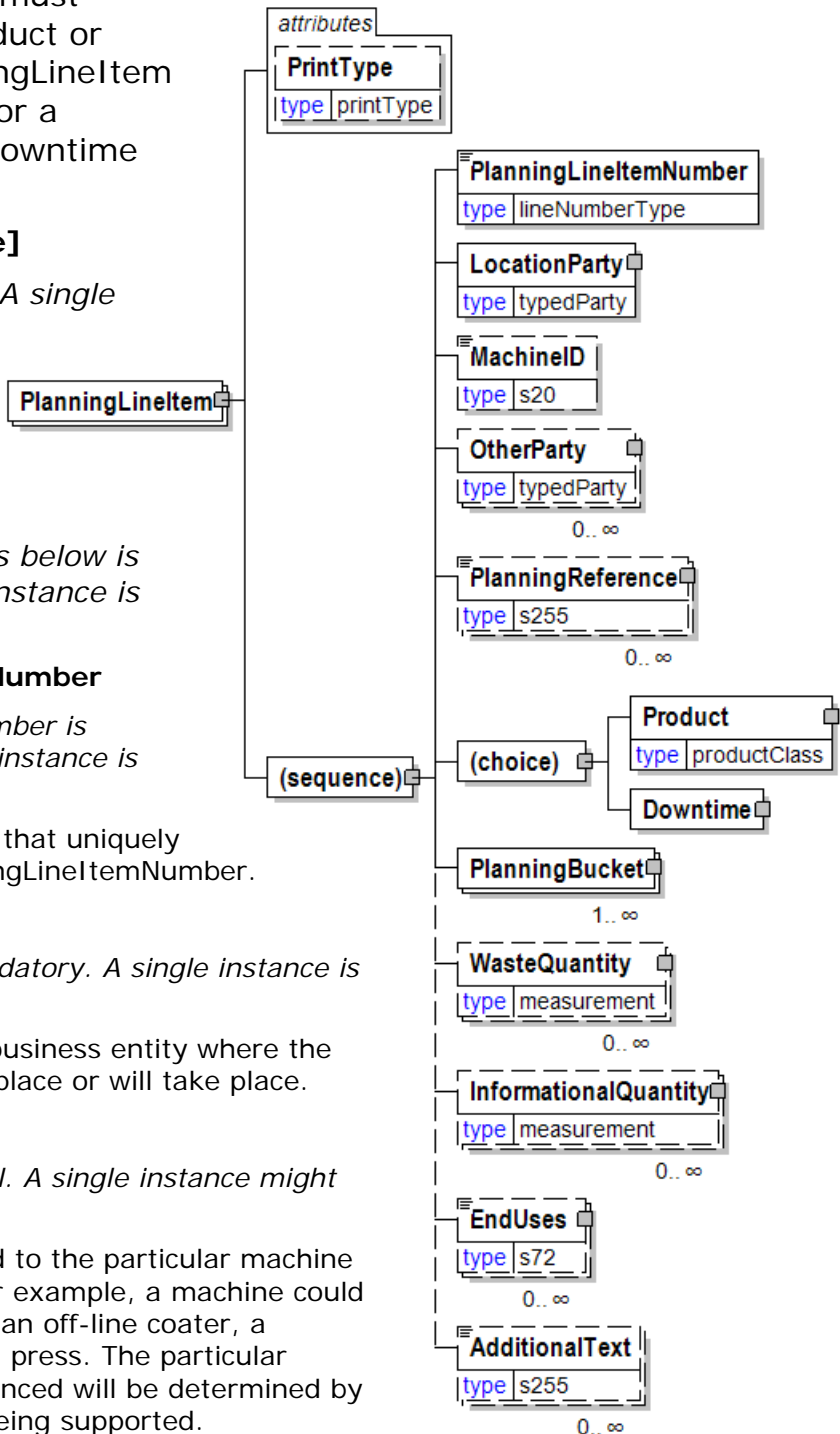 must
duct or
ngLineItem
or a
owntime
e]
A single
s below is
nstance is
Number
mber is
instance is
that uniquely
ngLineItemNumber.
datory. A single instance is
business entity where the
place or will take place.
l. A single instance might
d to the particular machine
r example, a machine could
an off-line coater, a
press. The particular
enced will be determined by
being supported.
attributes
PrintType
type printType
PlanningLineItem
(sequence)
PlanningLineItemNumber
type lineNumberType
LocationParty
type typedParty
MachineID
type s20
OtherParty
type typedParty
0.. ∞
PlanningReference
type s255
0.. ∞
(choice)
Product
type productClass
Downtime
PlanningBucket
1.. ∞
WasteQuantity
type measurement
0.. ∞
InformationalQuantity
type measurement
0.. ∞
EndUses
type s72
0.. ∞
AdditionalText
type s255
0.. ∞